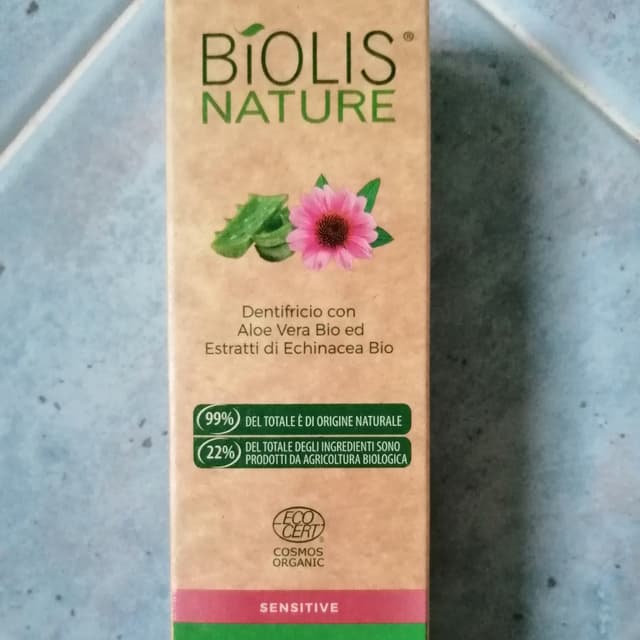 BIOLIS®
NATURE
Dentifricio con
Aloe Vera Bio ed
Estratti di Echinacea Bio
99% DEL TOTALE È DI ORIGINE NATURALE
22% DEL TOTALE DEGLI INGREDIENTI SONO
PRODOTTI DA AGRICOLTURA BIOLOGICA
ECO
CERT®
COSMOS
ORGANIC
SENSITIVE